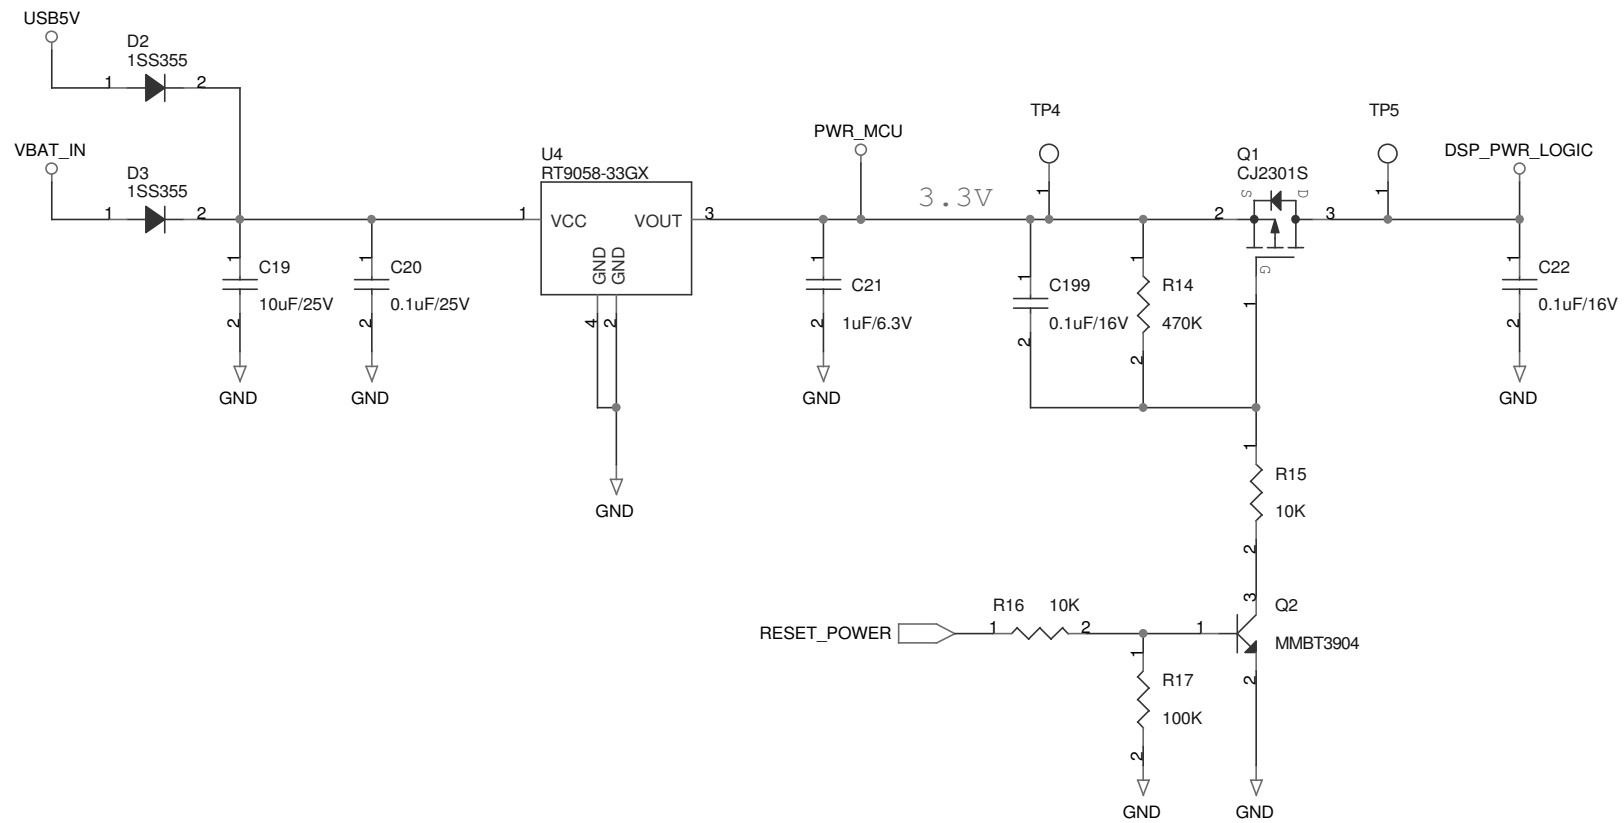 USB5V
D2
1SS355
1 2
VBAT_IN
D3
1SS355
1 2
1
C19
10uF/25V
2
GND
1
C20
0.1uF/25V
2
GND
U4
RT9058-33GX
1 VCC VOUT 3
GND
GND
4 2
GND
PWR_MCU
3.3V
1
C21
1uF/6.3V
2
GND
TP4
1
1
C199
0.1uF/16V
2
1
R14
470K
2
Q1
CJ2301S
S D
2 3
G
1
TP5
1
DSP_PWR_LOGIC
1
C22
0.1uF/16V
2
GND
1
R15
10K
2
RESET_POWER
R16 10K
1 2
1
R17
100K
2
GND
3
Q2
1
MMBT3904
2
GND